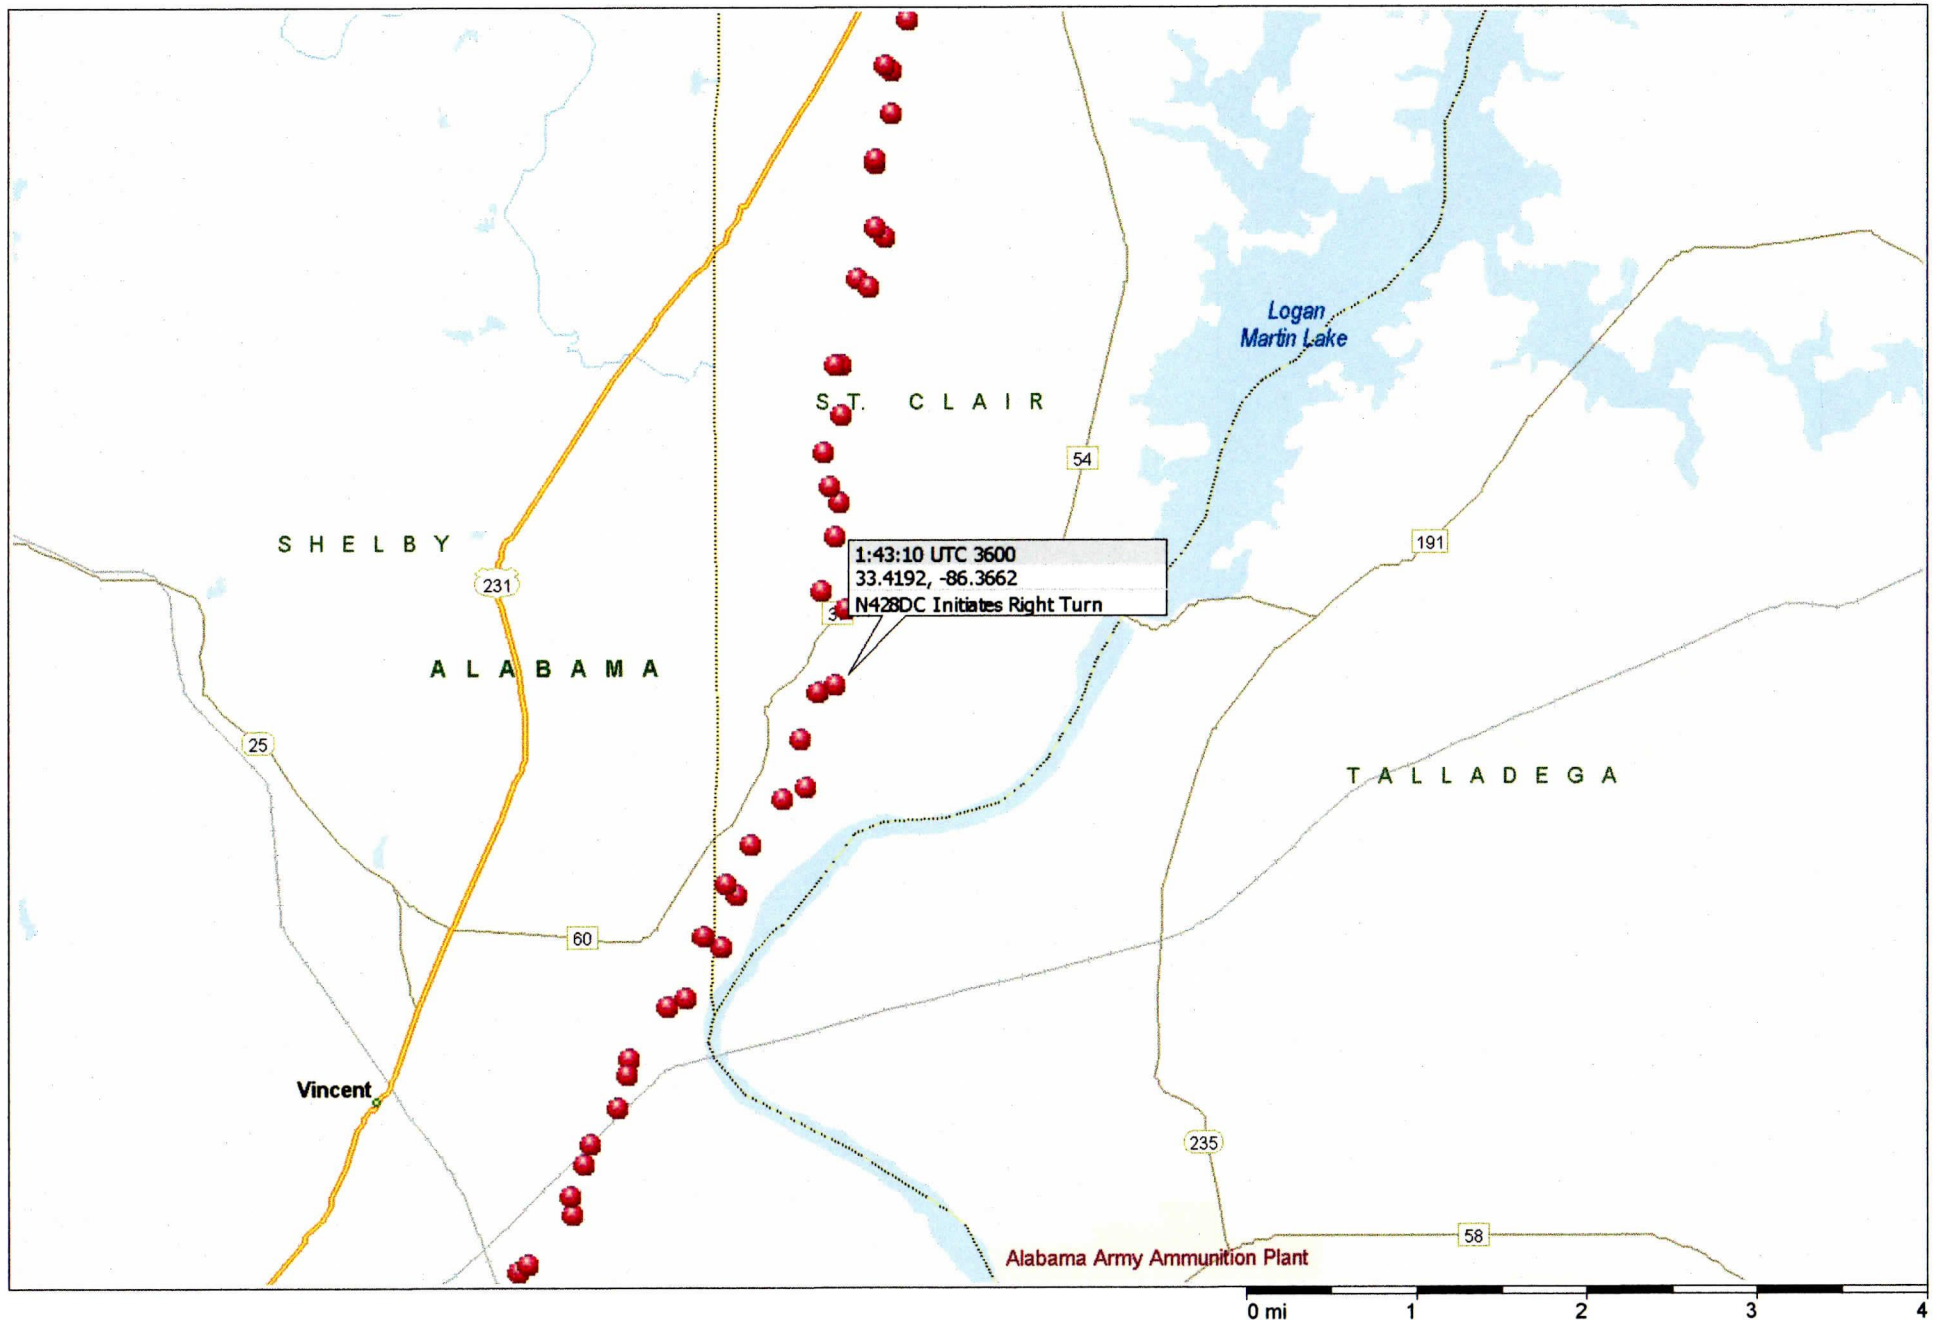 Logan
Martin Lake
ST. CLAIR
54
SHELBY
1:43:10 UTC 3600
33.4192, -86.3662
N428DC Initiates Right Turn
191
231
ALABAMA
25
TALLADEGA
60
Vincent
235
58
Alabama Army Ammunition Plant
0 mi 1 2 3 4